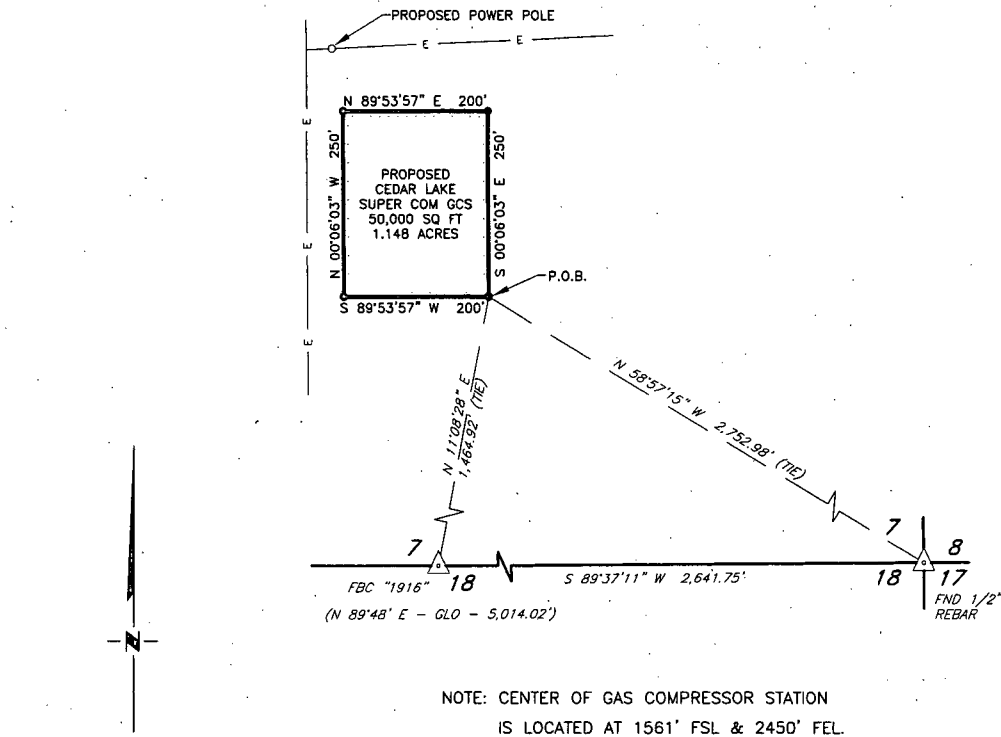 PROPOSED POWER POLE
E E
N 89°53'57" E 200'
E
N 00°06'03" W 250'
PROPOSED
CEDAR LAKE
SUPER COM GCS
50,000 SQ FT
1.148 ACRES
S 00°06'03" E 250'
E
P.O.B.
S 89°53'57" W 200'
E
N 11°08'28" E
1,464.92' (TIE)
N 58°57'15" W 2,752.98' (TIE)
7
7 8
FBC "1916" 18
S 89°37'11" W 2,641.75'
18 17
FND 1/2"
REBAR
(N 89°48' E - GLO - 5,014.02')
N
NOTE: CENTER OF GAS COMPRESSOR STATION
IS LOCATED AT 1561' FSL & 2450' FEL.